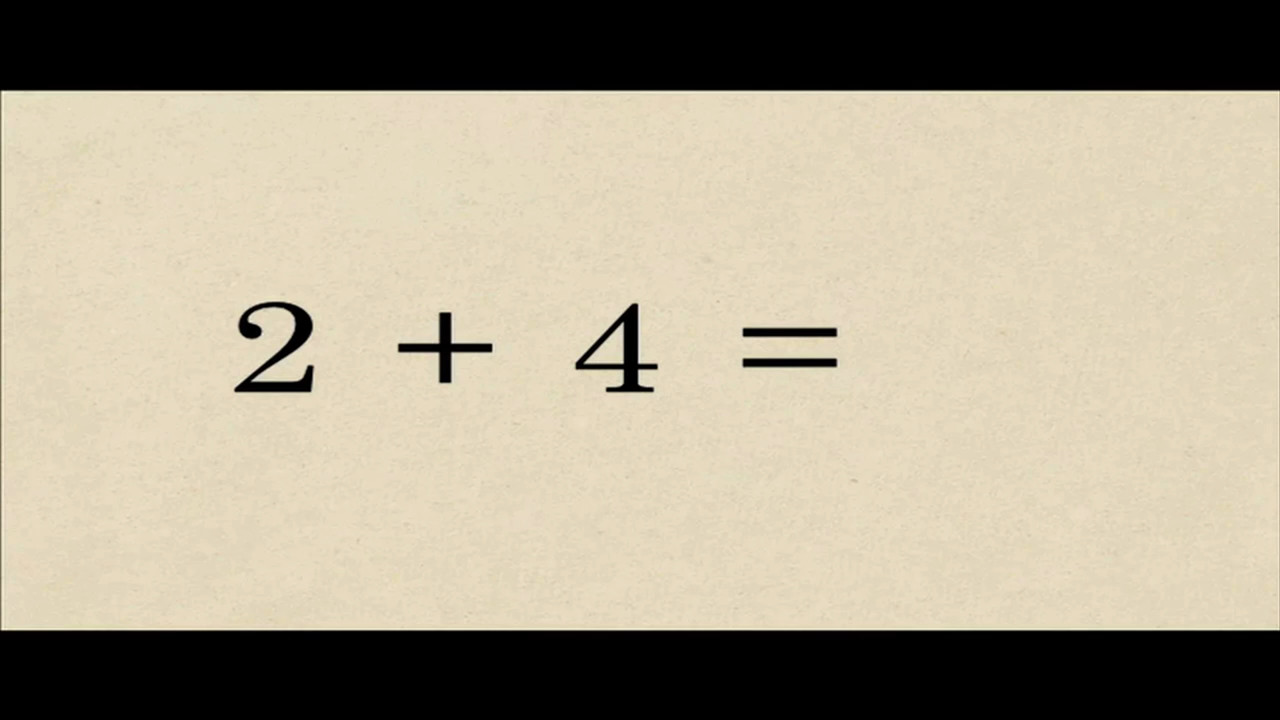 2 + 4 =